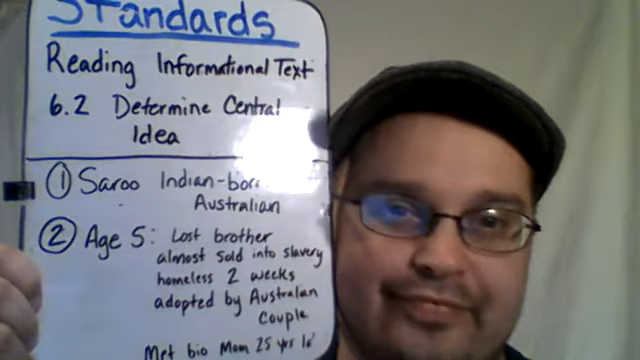 Standards
Reading Informational Text
6.2 Determine Central
Idea
① Saroo Indian-bor
Australian
② Age 5: Lost brother
almost sold into slavery
homeless 2 weeks
adopted by Australian
couple
Met bio Mom 25 yrs